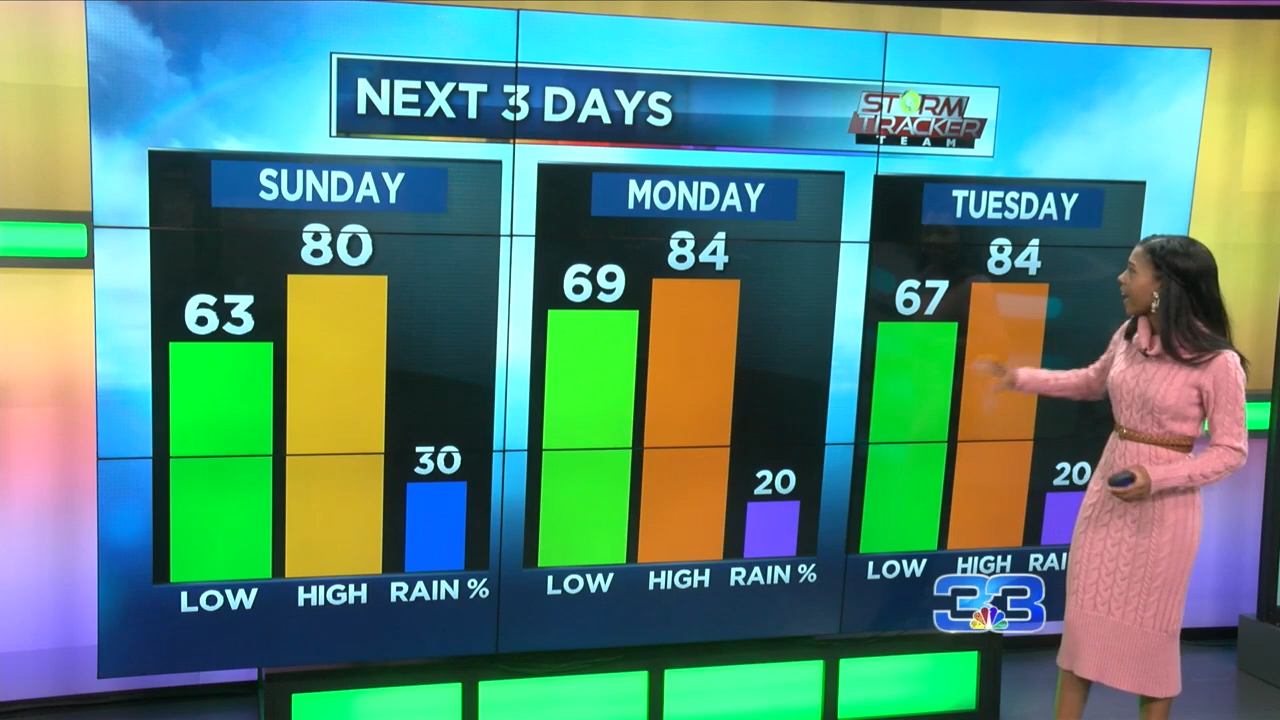 NEXT 3 DAYS
STORM
TRACKER
TEAM
SUNDAY
63
80
30
LOW
HIGH
RAIN %
MONDAY
69
84
20
LOW
HIGH
RAIN %
TUESDAY
67
84
20
LOW
HIGH
RAI
33